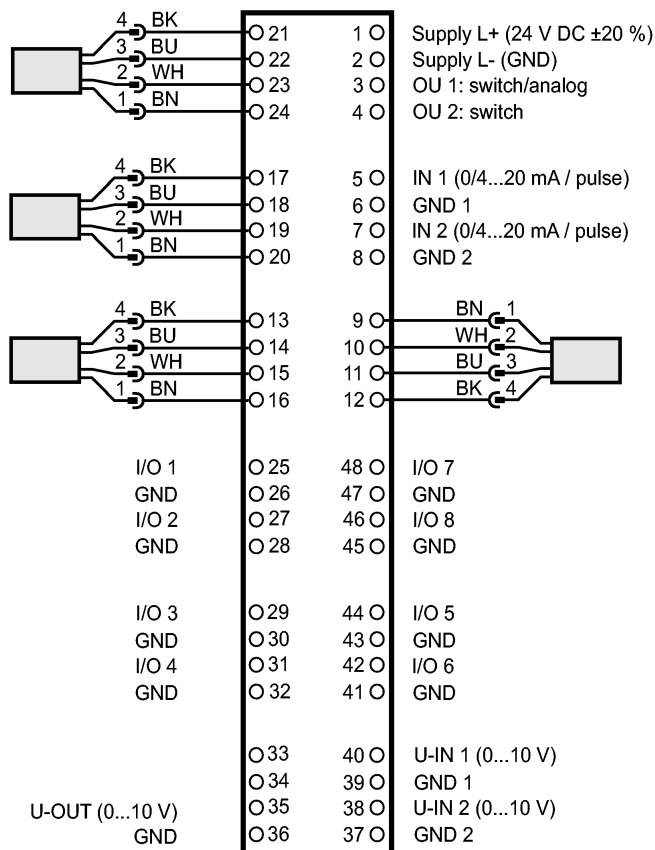 4 BK 21 1 Supply L+ (24 V DC ±20 %)
3 BU 22 2 Supply L- (GND)
2 WH 23 3 OU 1: switch/analog
1 BN 24 4 OU 2: switch
4 BK 17 5 IN 1 (0/4...20 mA / pulse)
3 BU 18 6 GND 1
2 WH 19 7 IN 2 (0/4...20 mA / pulse)
1 BN 20 8 GND 2
4 BK 13 9 BN 1
3 BU 14 10 WH 2
2 WH 15 11 BU 3
1 BN 16 12 BK 4
I/O 1 25 48 I/O 7
GND 26 47 GND
I/O 2 27 46 I/O 8
GND 28 45 GND
I/O 3 29 44 I/O 5
GND 30 43 GND
I/O 4 31 42 I/O 6
GND 32 41 GND
33 40 U-IN 1 (0...10 V)
34 39 GND 1
U-OUT (0...10 V) 35 38 U-IN 2 (0...10 V)
GND 36 37 GND 2